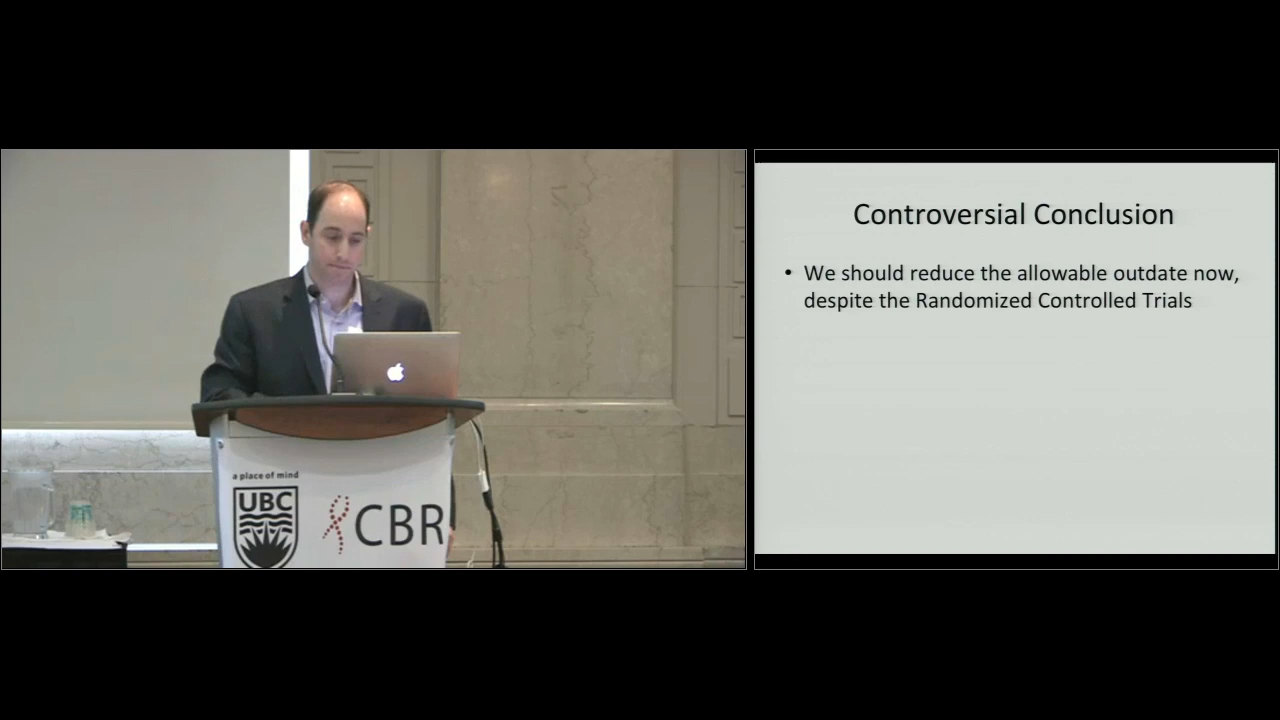 a place of mind
UBC
CBR
Controversial Conclusion
• We should reduce the allowable outdate now,
despite the Randomized Controlled Trials